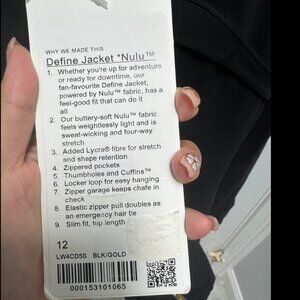 WHY WE MADE THIS
Define Jacket *Nulu™
1. Whether you're up for adventure
or ready for downtime, our
fan-favourite Define Jacket,
powered by Nulu™ fabric, has a
feel-good fit that can do it
all
2. Our buttery-soft Nulu™ fabric
feels weightlessly light and is
sweat-wicking and four-way
stretch
3. Added Lycra® fibre for stretch
and shape retention
4. Zippered pockets
5. Thumbholes and Cuffins™
6. Locker loop for easy hanging
7. Zipper garage keeps chafe in
check
8. Elastic zipper pull doubles as
an emergency hair tie
9. Slim fit, hip length
12
LW4CD5S BLK/GOLD
000153101065